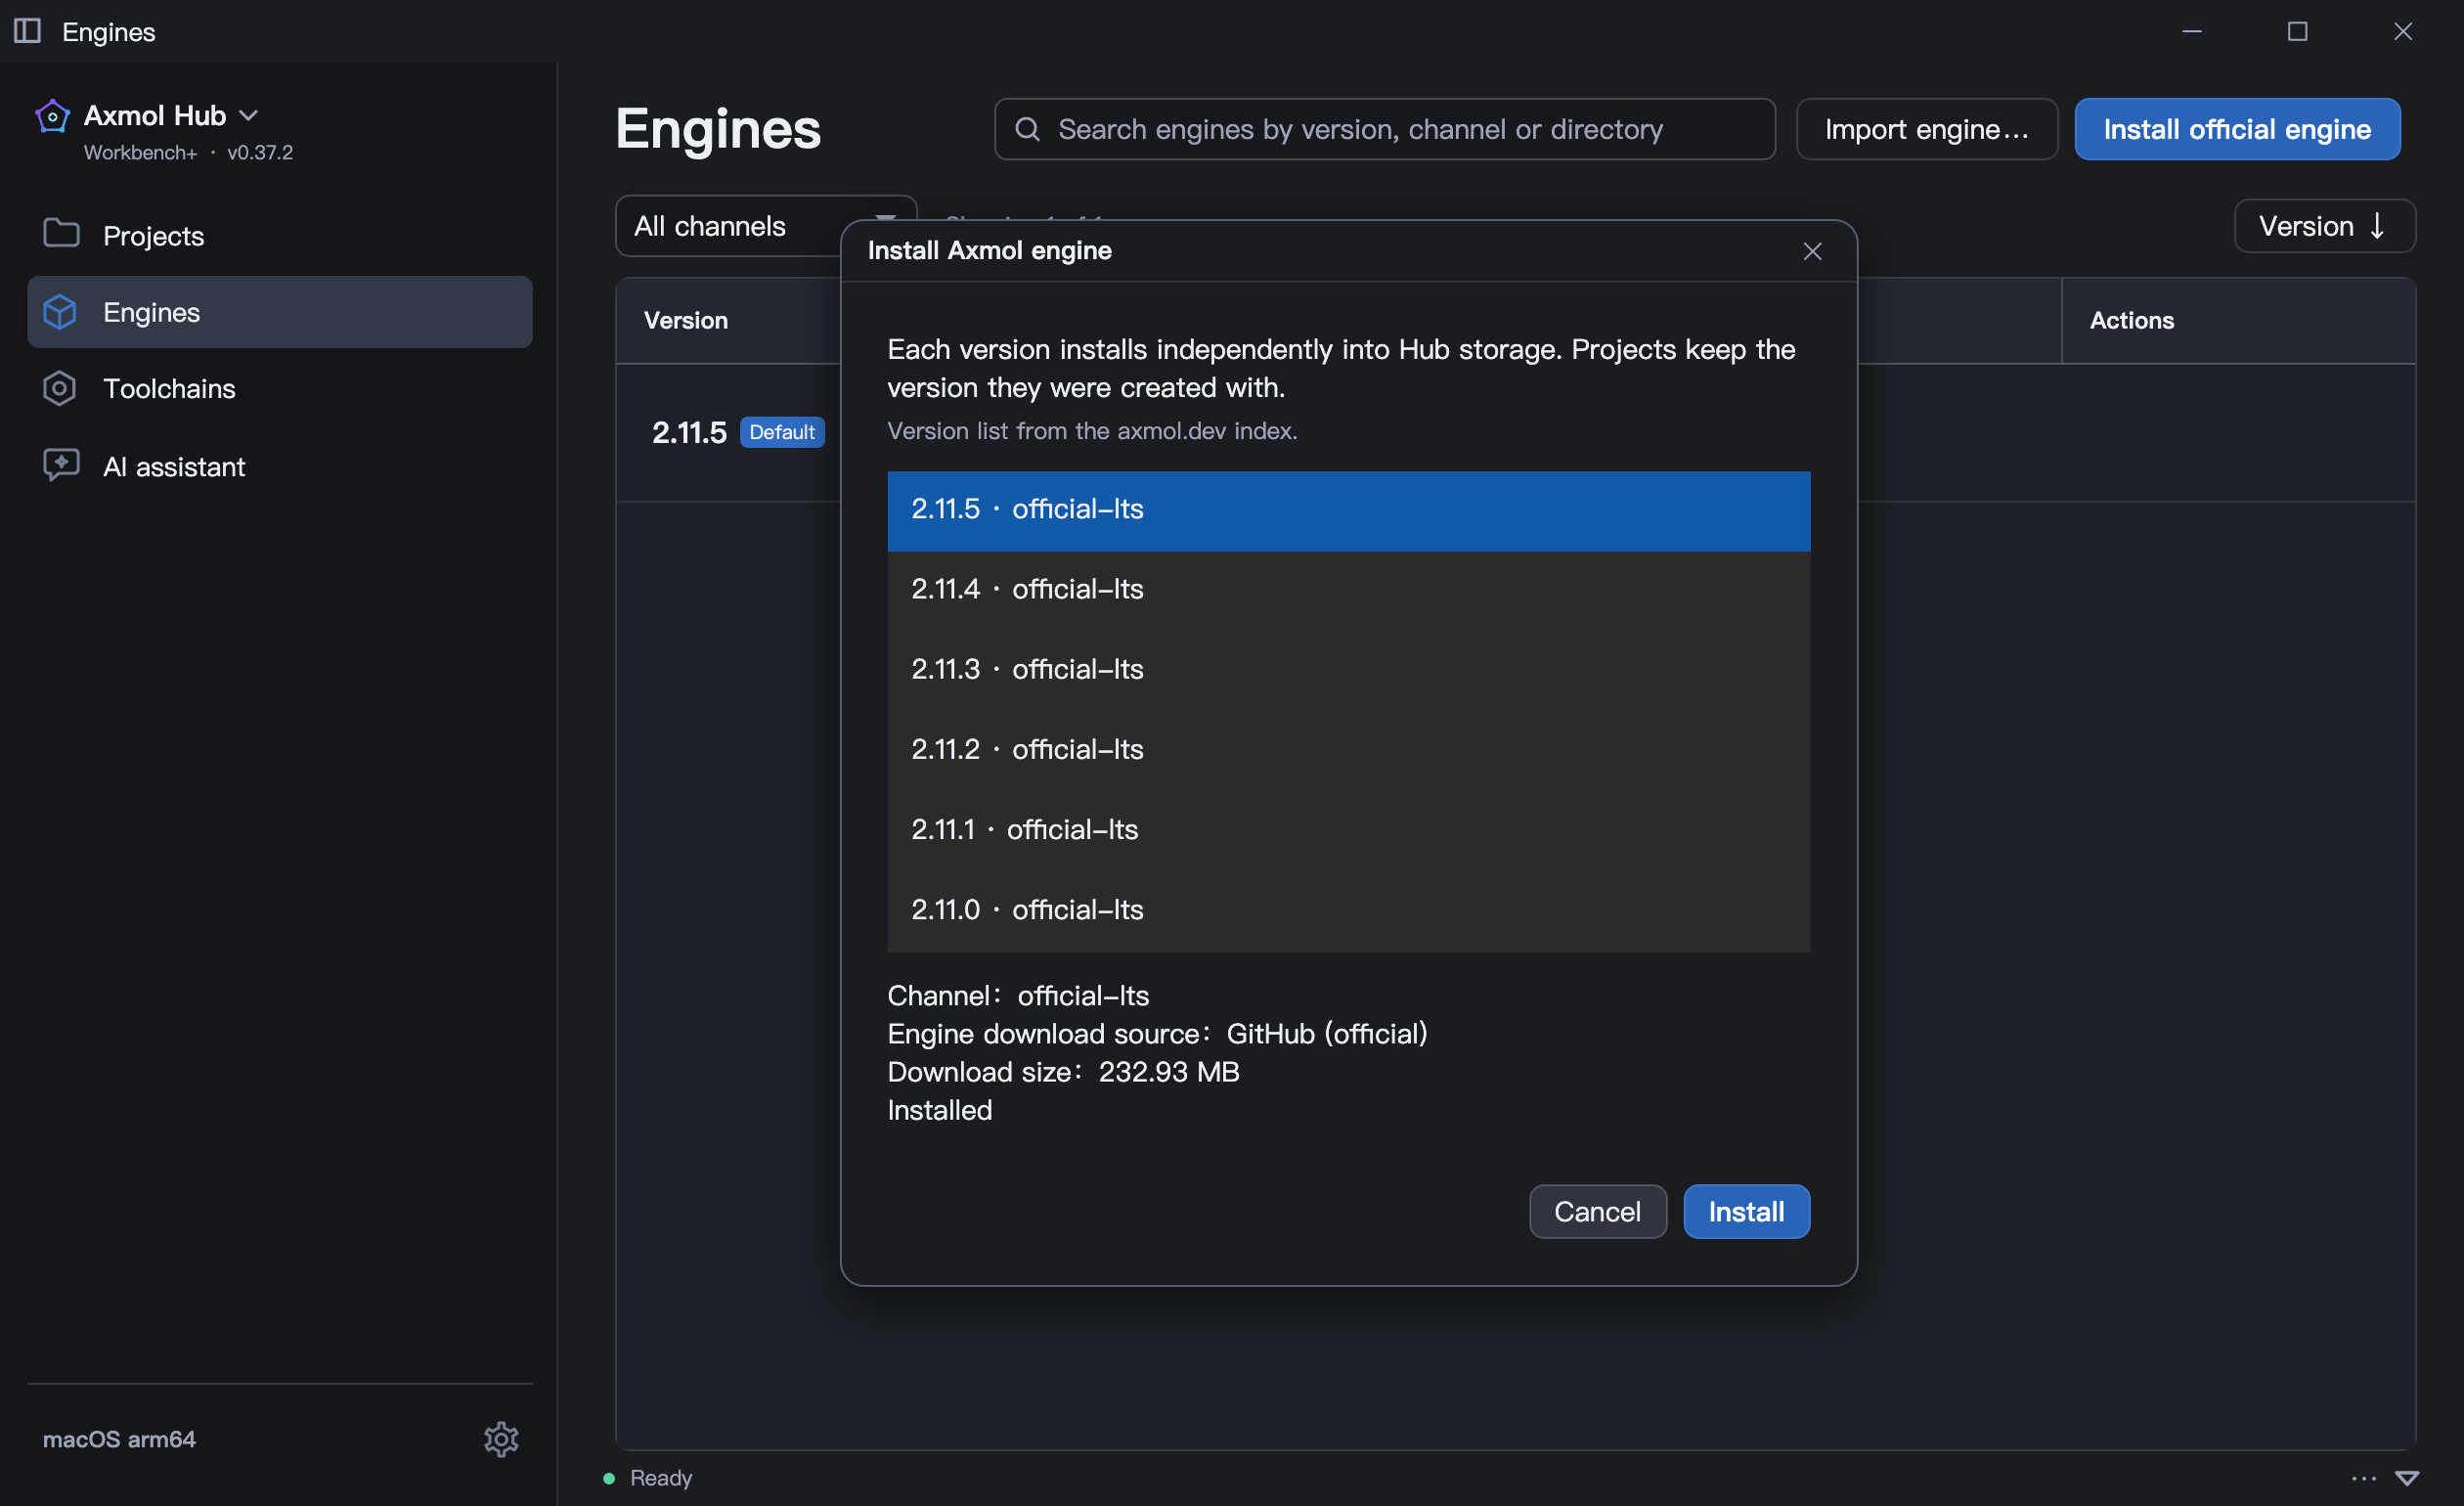 Engines
Axmol Hub
Workbench+ · v0.37.2
Projects
Engines
Toolchains
AI assistant
macOS arm64
Engines
Search engines by version, channel or directory
Import engine...
Install official engine
All channels
Version ↓
Version
Actions
2.11.5 Default
Install Axmol engine
Each version installs independently into Hub storage. Projects keep the
version they were created with.
Version list from the axmol.dev index.
2.11.5 · official-lts
2.11.4 · official-lts
2.11.3 · official-lts
2.11.2 · official-lts
2.11.1 · official-lts
2.11.0 · official-lts
Channel： official-lts
Engine download source： GitHub (official)
Download size： 232.93 MB
Installed
Cancel
Install
Ready